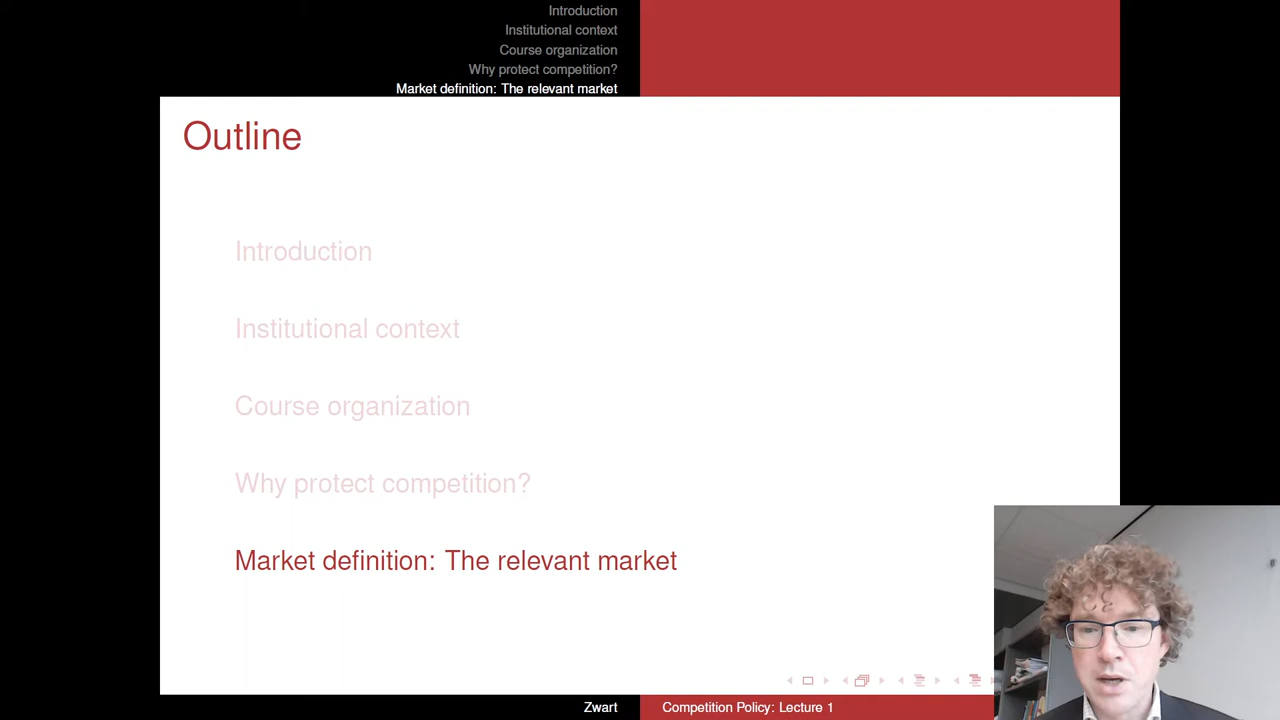 Introduction
Institutional context
Course organization
Why protect competition?
Market definition: The relevant market
Outline
Introduction
Institutional context
Course organization
Why protect competition?
Market definition: The relevant market
Zwart
Competition Policy: Lecture 1